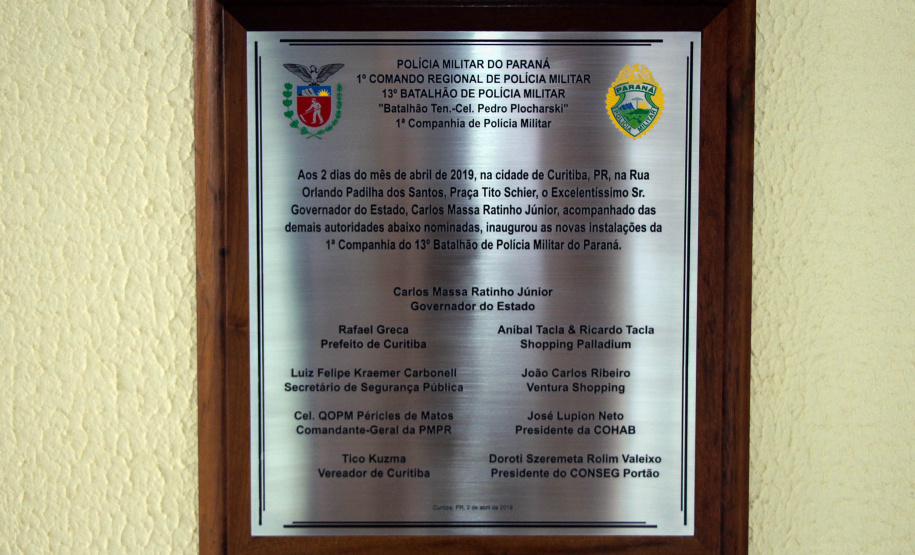 POLÍCIA MILITAR DO PARANÁ
1º COMANDO REGIONAL DE POLÍCIA MILITAR
13º BATALHÃO DE POLÍCIA MILITAR
"Batalhão Ten.-Cel. Pedro Plocharski"
1ª Companhia de Polícia Militar
PARANÁ
POLÍCIA MILITAR
Aos 2 dias do mês de abril de 2019, na cidade de Curitiba, PR, na Rua
Orlando Padilha dos Santos, Praça Tito Schier, o Excelentíssimo Sr.
Governador do Estado, Carlos Massa Ratinho Júnior, acompanhado das
demais autoridades abaixo nominadas, inaugurou as novas instalações da
1ª Companhia do 13º Batalhão de Polícia Militar do Paraná.
Carlos Massa Ratinho Júnior
Governador do Estado
Rafael Greca
Prefeito de Curitiba
Aníbal Tacla & Ricardo Tacla
Shopping Palladium
Luiz Felipe Kraemer Carbonell
Secretário de Segurança Pública
João Carlos Ribeiro
Ventura Shopping
Cel. QOPM Péricles de Matos
Comandante-Geral da PMPR
José Lupion Neto
Presidente da COHAB
Tico Kuzma
Vereador de Curitiba
Doroti Szeremeta Rolim Valeixo
Presidente do CONSEG Portão
Curitiba, PR, 2 de abril de 2019